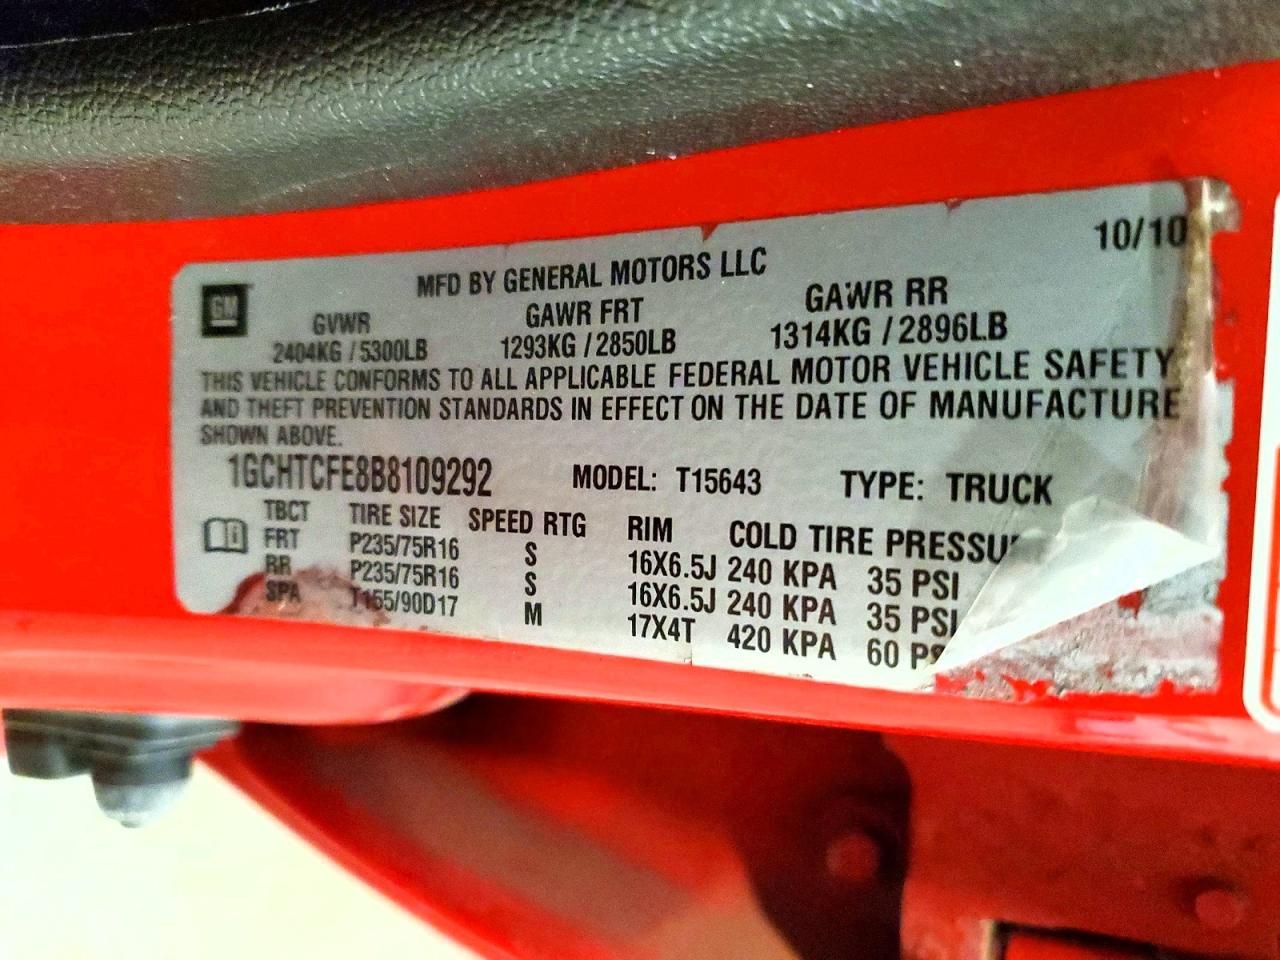 10/10
MFD BY GENERAL MOTORS LLC
GM
GVWR GAWR FRT GAWR RR
2404KG / 5300LB 1293KG / 2850LB 1314KG / 2896LB
THIS VEHICLE CONFORMS TO ALL APPLICABLE FEDERAL MOTOR VEHICLE SAFETY
AND THEFT PREVENTION STANDARDS IN EFFECT ON THE DATE OF MANUFACTURE
SHOWN ABOVE.
1GCHTCFE8B8109292 MODEL: T15643 TYPE: TRUCK
TBCT TIRE SIZE SPEED RTG RIM COLD TIRE PRESSU
FRT P235/75R16 S 16X6.5J 240 KPA 35 PSI
RR P235/75R16 S 16X6.5J 240 KPA 35 PSI
SPA T155/90D17 M 17X4T 420 KPA 60 PS